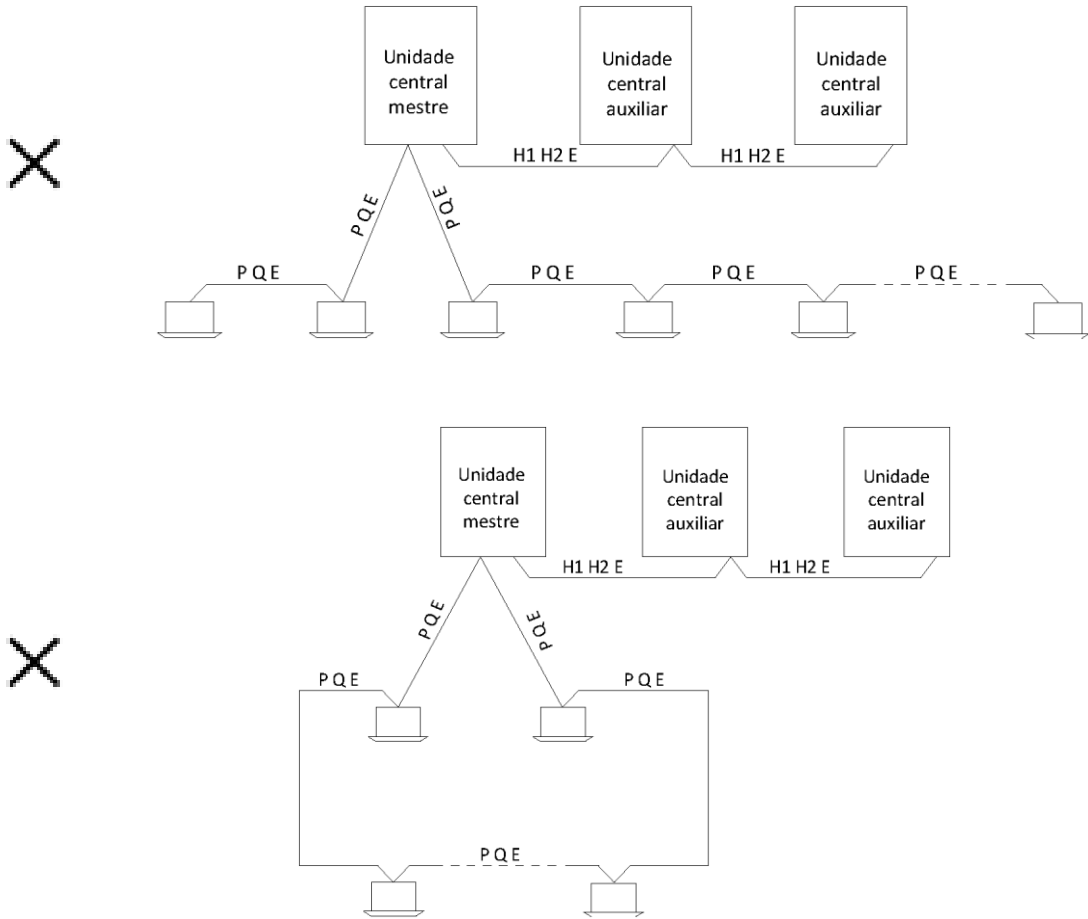 Unidade
central
mestre
Unidade
central
auxiliar
Unidade
central
auxiliar
H1 H2 E
H1 H2 E
P Q E
P Q E
P Q E
P Q E
P Q E
P Q E
Unidade
central
mestre
Unidade
central
auxiliar
Unidade
central
auxiliar
H1 H2 E
H1 H2 E
P Q E
P Q E
P Q E
P Q E
P Q E